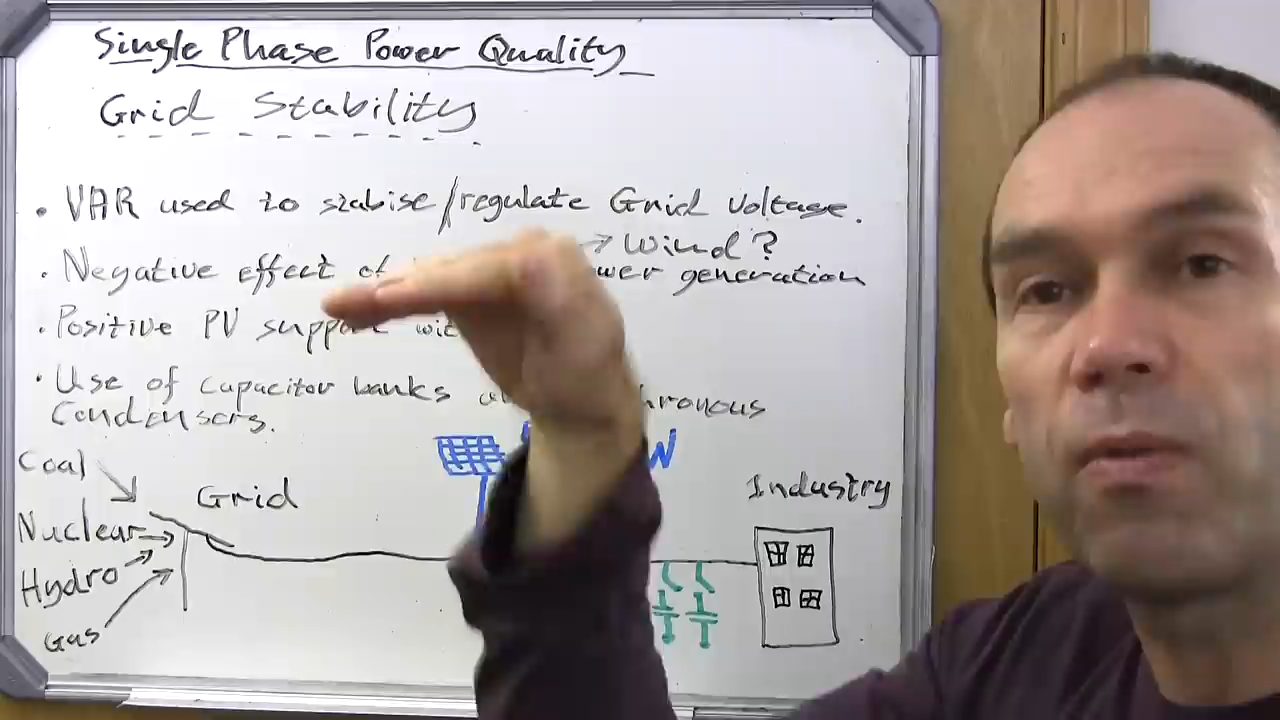 Single Phase Power Quality
Grid Stability
• VAR used to stabise/regulate Grid Voltage.
→ Wind?
• Negative effect of generation
• Positive PV support
• Use of capacitor banks
Condensors.
Coal
Grid
Industry
Nuclear
Hydro
Gas